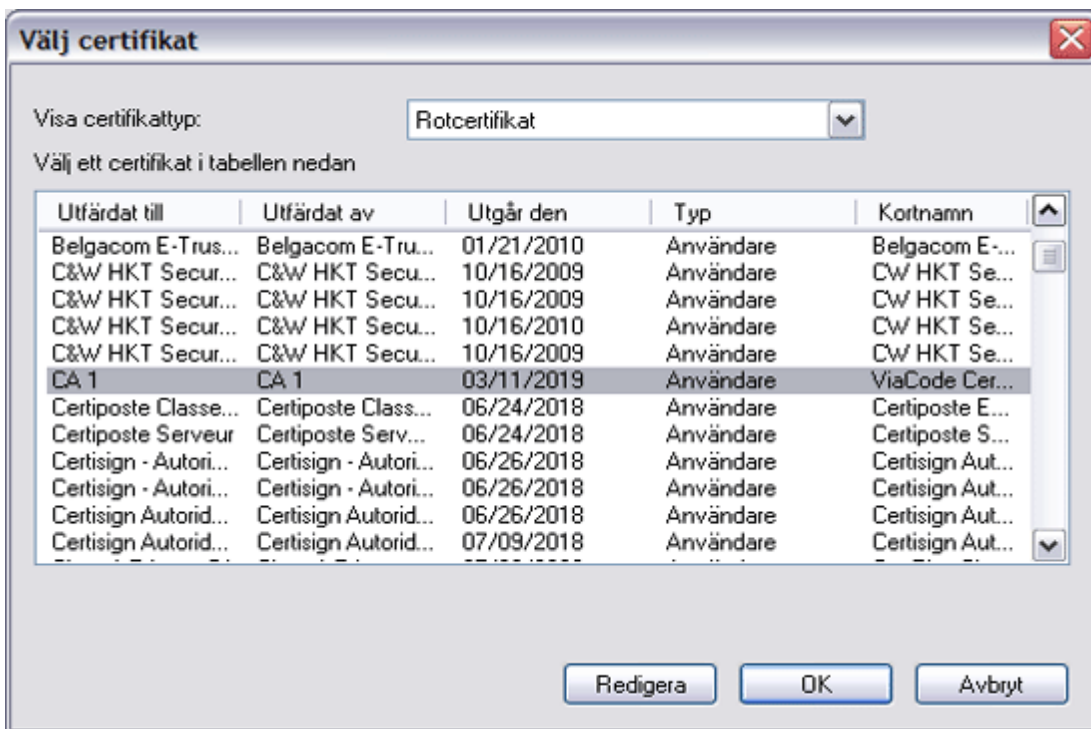 Välj certifikat
Visa certifikattyp: Rotcertifikat
Välj ett certifikat i tabellen nedan
Utfärdat till Utfärdat av Utgår den Typ Kortnamn
Belgacom E-Trus... Belgacom E-Tru... 01/21/2010 Användare Belgacom E-...
C&W HKT Secur... C&W HKT Secu... 10/16/2009 Användare CW HKT Se...
C&W HKT Secur... C&W HKT Secu... 10/16/2009 Användare CW HKT Se...
C&W HKT Secur... C&W HKT Secu... 10/16/2010 Användare CW HKT Se...
C&W HKT Secur... C&W HKT Secu... 10/16/2009 Användare CW HKT Se...
CA 1 CA 1 03/11/2019 Användare ViaCode Cer...
Certiposte Classe... Certiposte Class... 06/24/2018 Användare Certiposte E...
Certiposte Serveur Certiposte Serv... 06/24/2018 Användare Certiposte S...
Certisign - Autori... Certisign - Autori... 06/26/2018 Användare Certisign Aut...
Certisign - Autori... Certisign - Autori... 06/26/2018 Användare Certisign Aut...
Certisign Autorid... Certisign Autorid... 06/26/2018 Användare Certisign Aut...
Certisign Autorid... Certisign Autorid... 07/09/2018 Användare Certisign Aut...
Redigera OK Avbryt